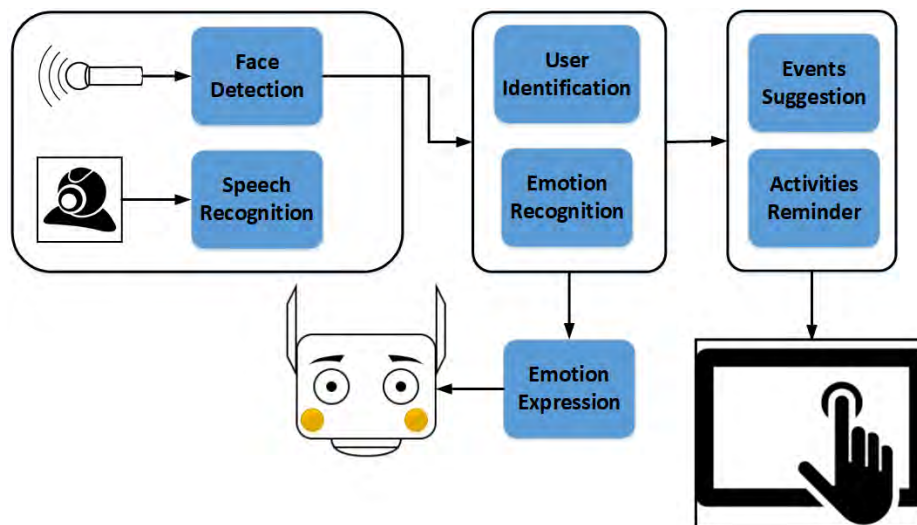 Face
Detection
User
Identification
Events
Suggestion
Speech
Recognition
Emotion
Recognition
Activities
Reminder
Emotion
Expression